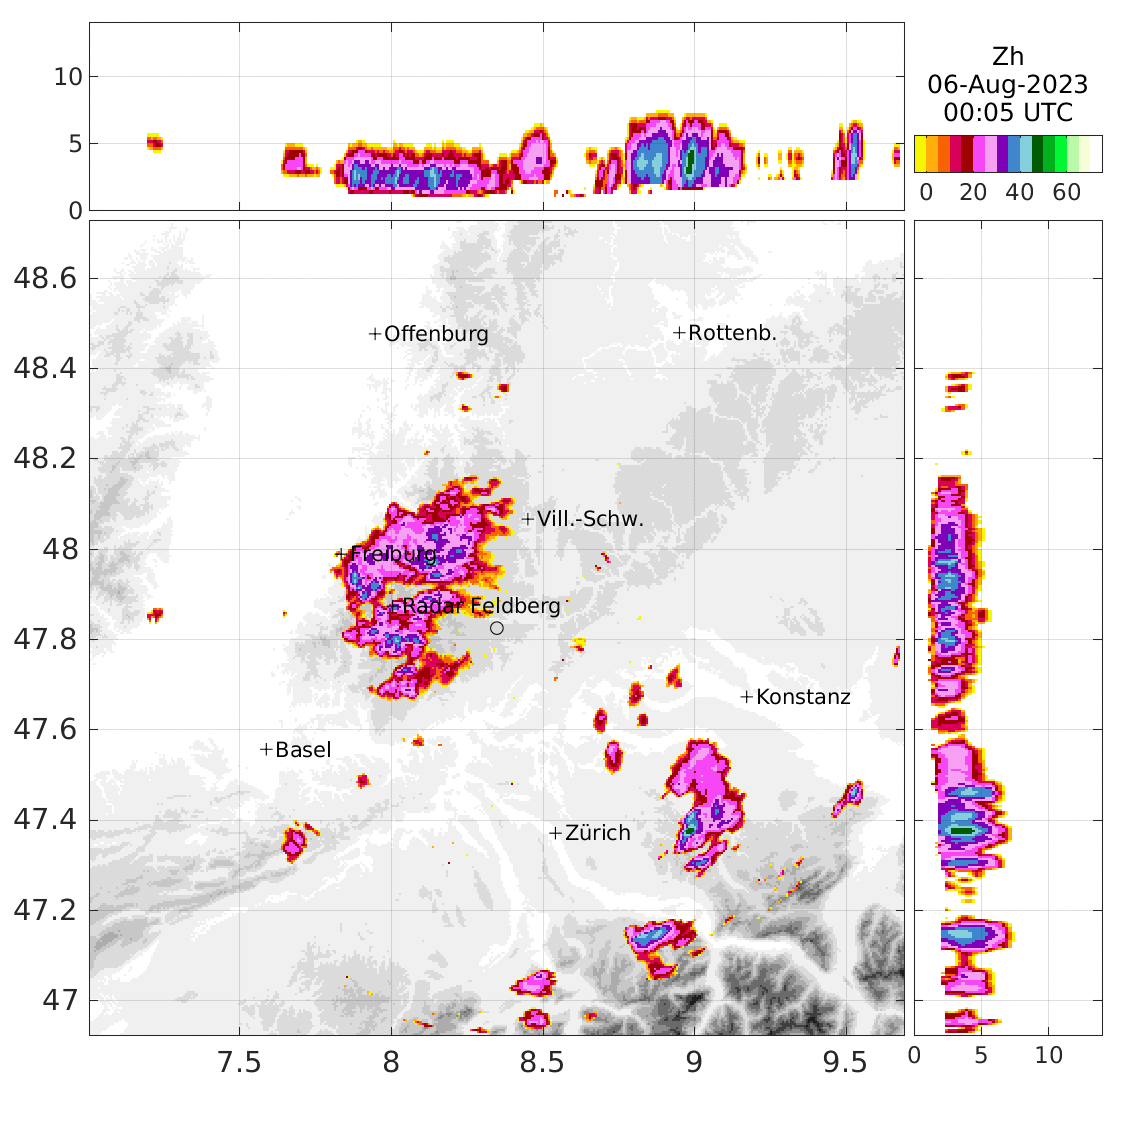 Zh
06-Aug-2023
00:05 UTC
0 20 40 60
10
5
0
48.6
48.4
48.2
48
47.8
47.6
47.4
47.2
47
Offenburg
Rottenb.
Vill.-Schw.
Freiburg
Radar Feldberg
Konstanz
Basel
Zürich
7.5 8 8.5 9 9.5
0 5 10